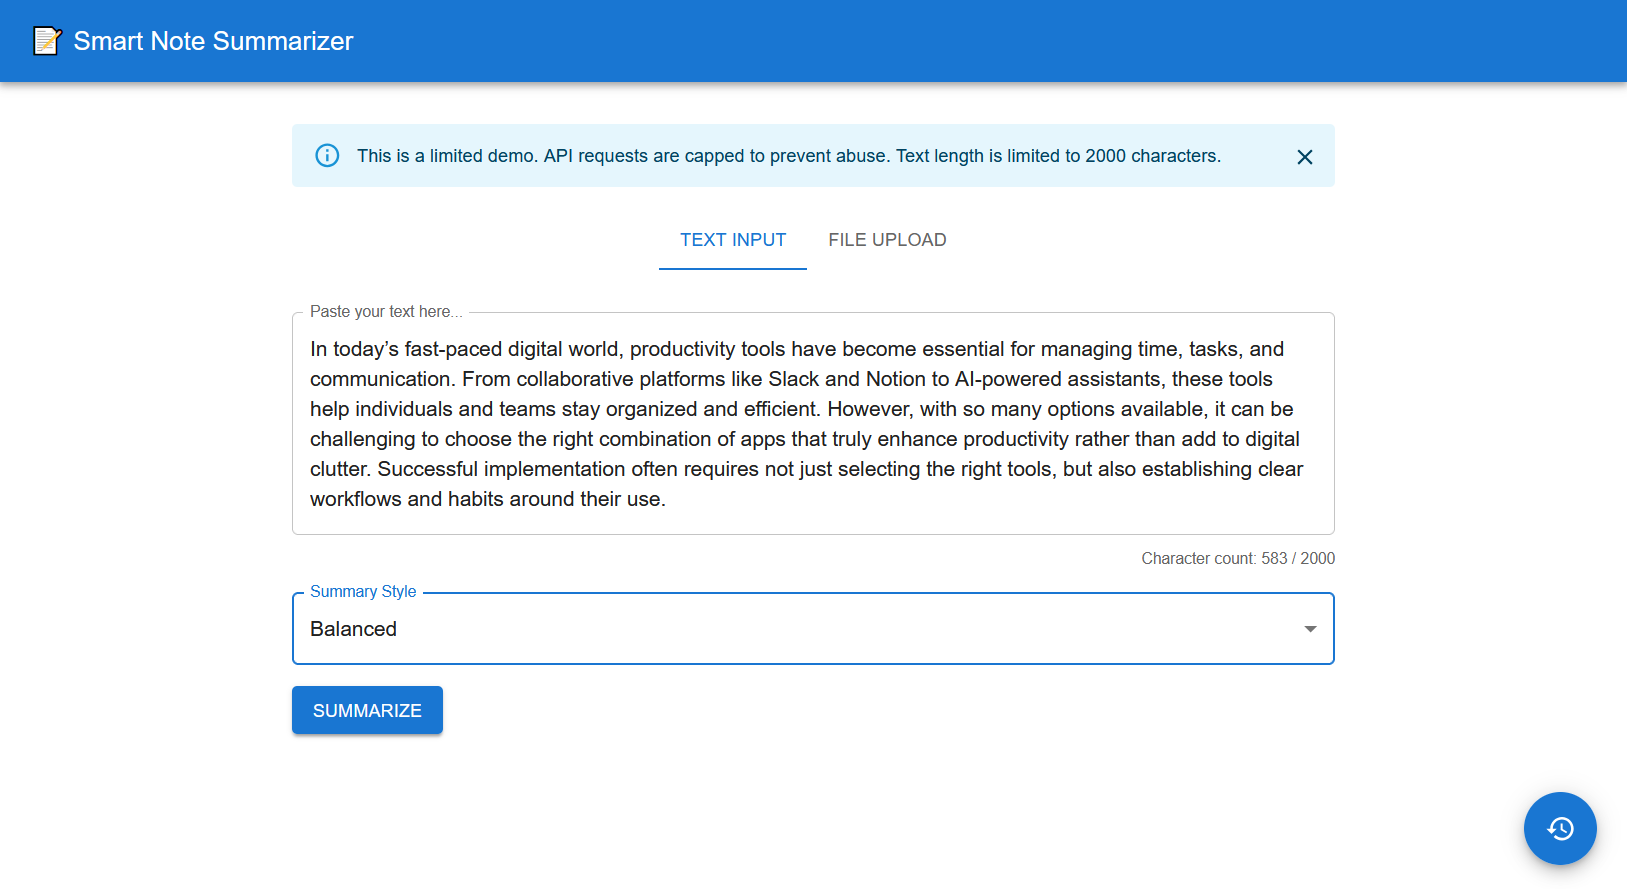 Smart Note Summarizer
This is a limited demo. API requests are capped to prevent abuse. Text length is limited to 2000 characters.
TEXT INPUT
FILE UPLOAD
Paste your text here...
In today’s fast-paced digital world, productivity tools have become essential for managing time, tasks, and
communication. From collaborative platforms like Slack and Notion to AI-powered assistants, these tools
help individuals and teams stay organized and efficient. However, with so many options available, it can be
challenging to choose the right combination of apps that truly enhance productivity rather than add to digital
clutter. Successful implementation often requires not just selecting the right tools, but also establishing clear
workflows and habits around their use.
Character count: 583 / 2000
Summary Style
Balanced
SUMMARIZE